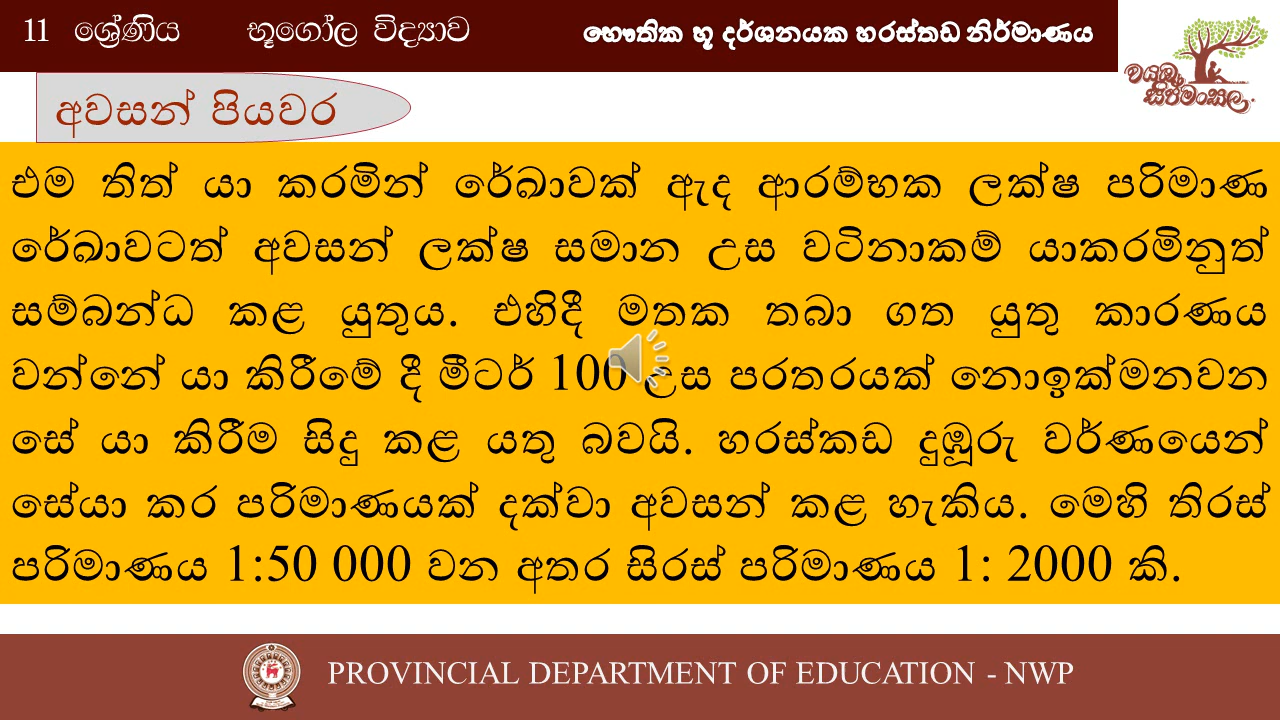 11 ශ්‍රේණිය භූගෝල විද්‍යාව භෞතික භූ දර්ශනයක හරස්තඩ නිර්මාණය
වයඹ
සිප්මංසල
අවසන් පියවර
එම තිත් යා කරමින් රේඛාවක් ඇද ආරම්භක ලක්ෂ පරිමාණ
රේඛාවටත් අවසන් ලක්ෂ සමාන උස වටිනාකම් යාකරමිනුත්
සම්බන්ධ කළ යුතුය. එහිදී මතක තබා ගත යුතු කාරණය
වන්නේ යා කිරීමේ දී මීටර් 100 උස පරතරයක් නොඉක්මනවන
සේ යා කිරීම සිදු කළ යතු බවයි. හරස්කඩ දුඹුරු වර්ණයෙන්
සේයා කර පරිමාණයක් දක්වා අවසන් කළ හැකිය. මෙහි තිරස්
පරිමාණය 1:50 000 වන අතර සිරස් පරිමාණය 1: 2000 කි.
PROVINCIAL DEPARTMENT OF EDUCATION - NWP